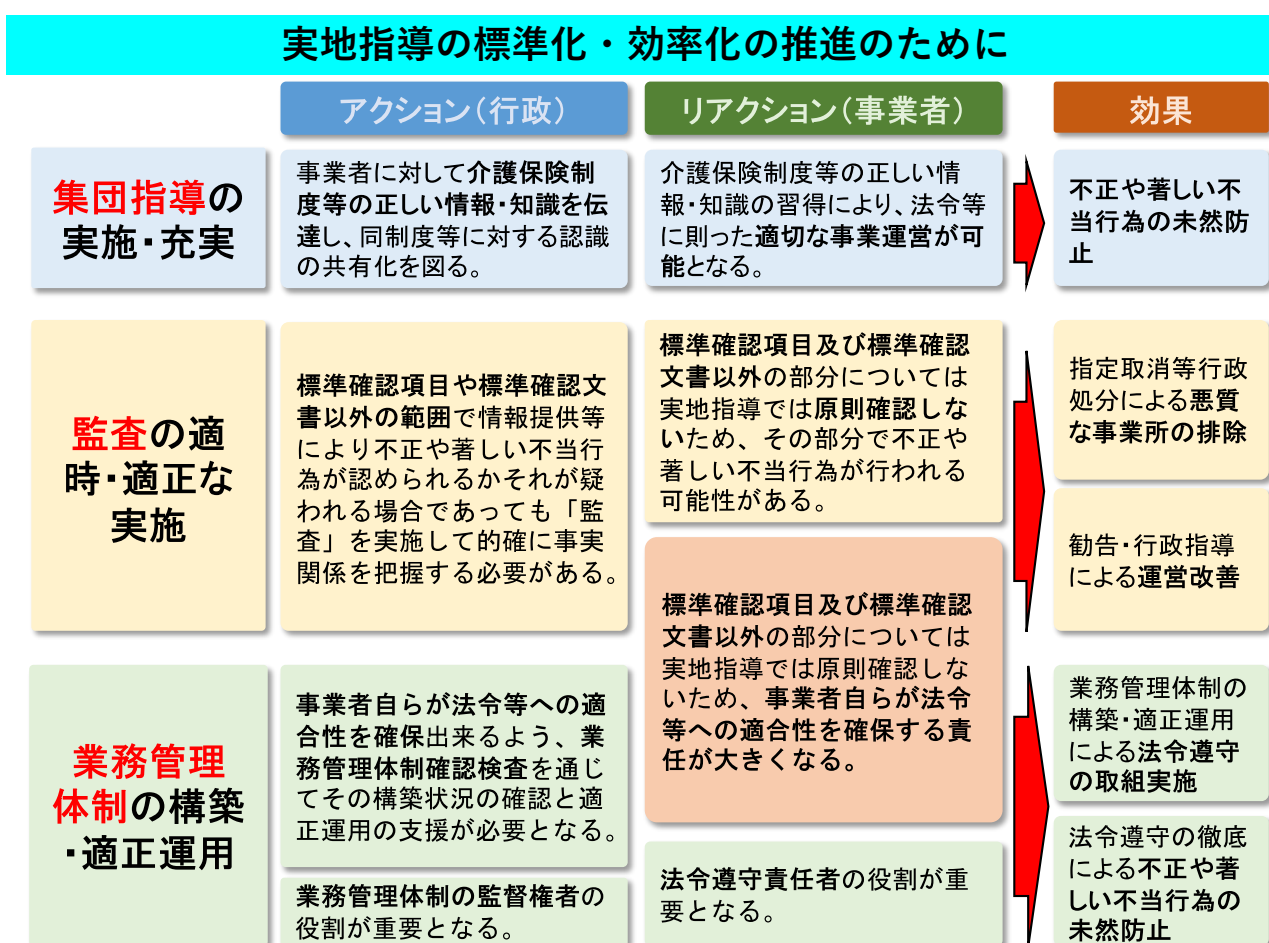 実地指導の標準化・効率化の推進のために
アクション(行政)
リアクション(事業者)
効果
集団指導の
実施・充実
事業者に対して介護保険制
度等の正しい情報・知識を伝
達し、同制度等に対する認識
の共有化を図る。
介護保険制度等の正しい情
報・知識の習得により、法令等
に則った適切な事業運営が可
能となる。
不正や著しい不
当行為の未然防
止
監査の適
時・適正な
実施
標準確認項目や標準確認文
書以外の範囲で情報提供等
により不正や著しい不当行
為が認められるかそれが疑
われる場合であっても「監
査」を実施して的確に事実
関係を把握する必要がある。
標準確認項目及び標準確認
文書以外の部分については
実地指導では原則確認しな
いため、その部分で不正や
著しい不当行為が行われる
可能性がある。
指定取消等行政
処分による悪質
な事業所の排除
勧告・行政指導
による運営改善
標準確認項目及び標準確認
文書以外の部分については
実地指導では原則確認しな
いため、事業者自らが法令
等への適合性を確保する責
任が大きくなる。
業務管理
体制の構築
・適正運用
事業者自らが法令等への適
合性を確保出来るよう、業
務管理体制確認検査を通じ
てその構築状況の確認と適
正運用の支援が必要となる。
業務管理体制の監督権者の
役割が重要となる。
法令遵守責任者の役割が重
要となる。
業務管理体制の
構築・適正運用
による法令遵守
の取組実施
法令遵守の徹底
による不正や著
しい不当行為の
未然防止